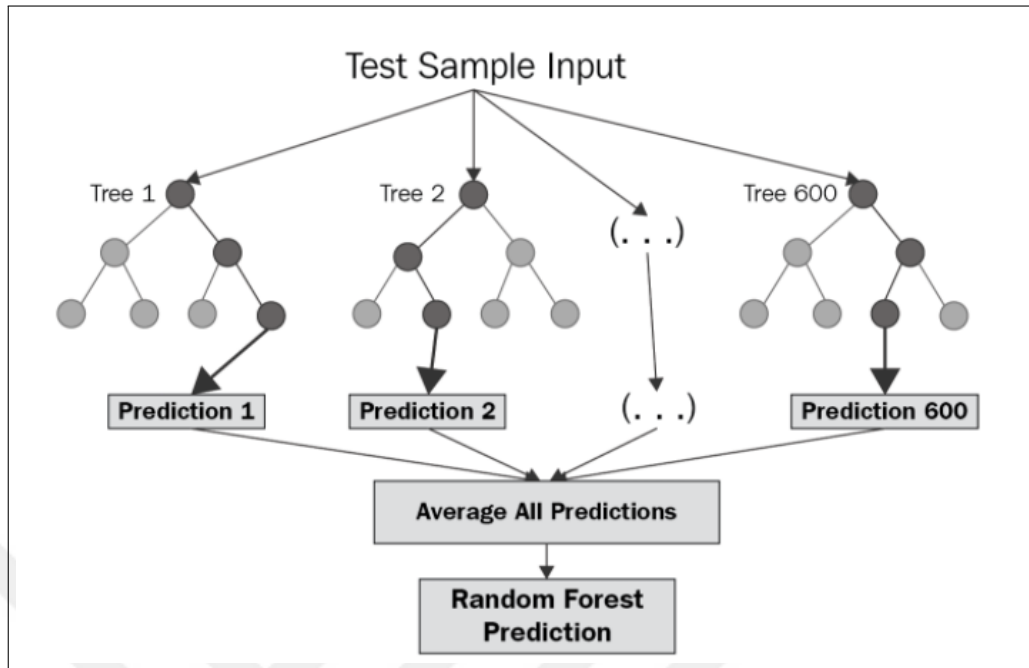 Test Sample Input
Tree 1
Tree 2
(. . .)
Tree 600
Prediction 1
Prediction 2
(. . .)
Prediction 600
Average All Predictions
Random Forest
Prediction